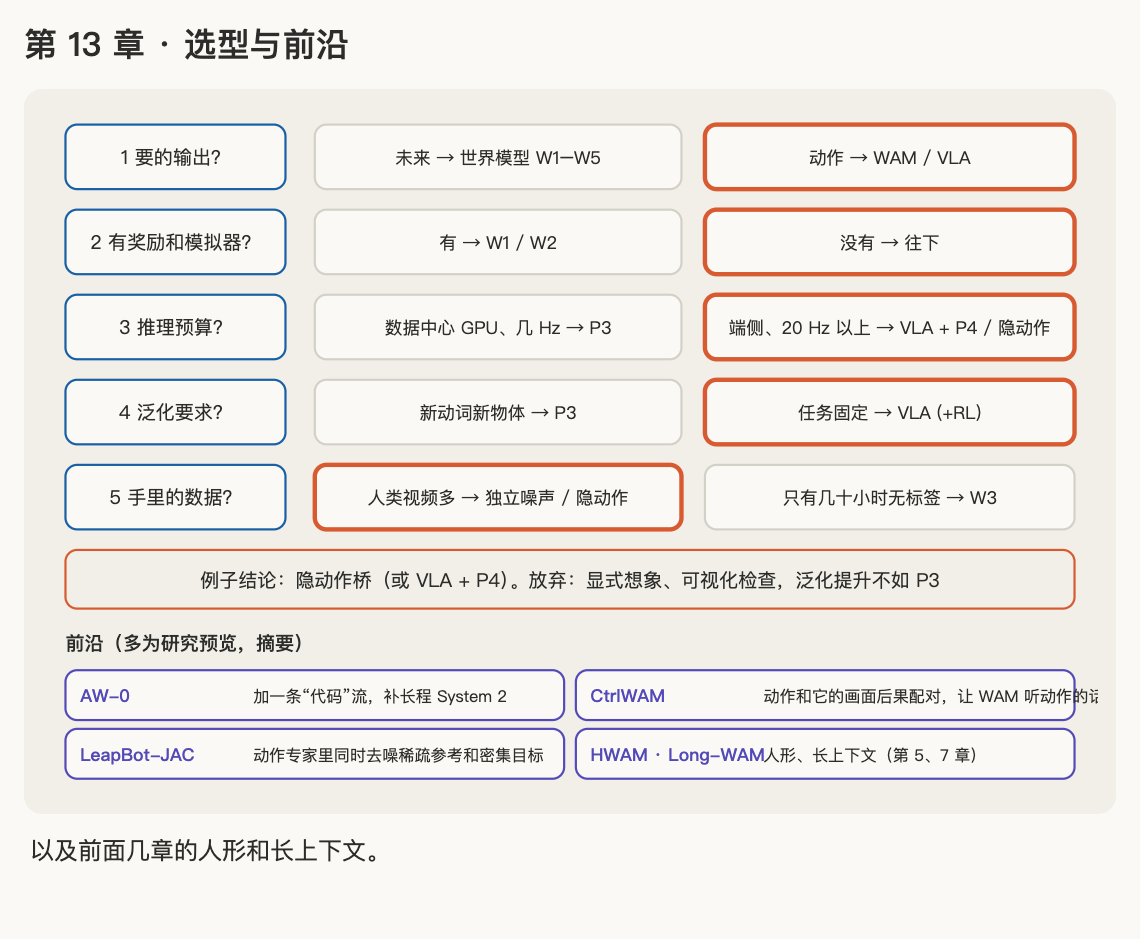 第 13 章 · 选型与前沿
1 要的输出?
未来 → 世界模型 W1–W5
动作 → WAM / VLA
2 有奖励和模拟器?
有 → W1 / W2
没有 → 往下
3 推理预算?
数据中心 GPU、几 Hz → P3
端侧、20 Hz 以上 → VLA + P4 / 隐动作
4 泛化要求?
新动词新物体 → P3
任务固定 → VLA (+RL)
5 手里的数据?
人类视频多 → 独立噪声 / 隐动作
只有几十小时无标签 → W3
例子结论：隐动作桥（或 VLA + P4）。放弃：显式想象、可视化检查，泛化提升不如 P3
前沿（多为研究预览，摘要）
AW–0 加一条“代码”流，补长程 System 2
CtrlWAM 动作和它的画面后果配对，让 WAM 听动作的
LeapBot–JAC 动作专家里同时去噪稀疏参考和密集目标
HWAM · Long–WAM 人形、长上下文（第 5、7 章）
以及前面几章的人形和长上下文。